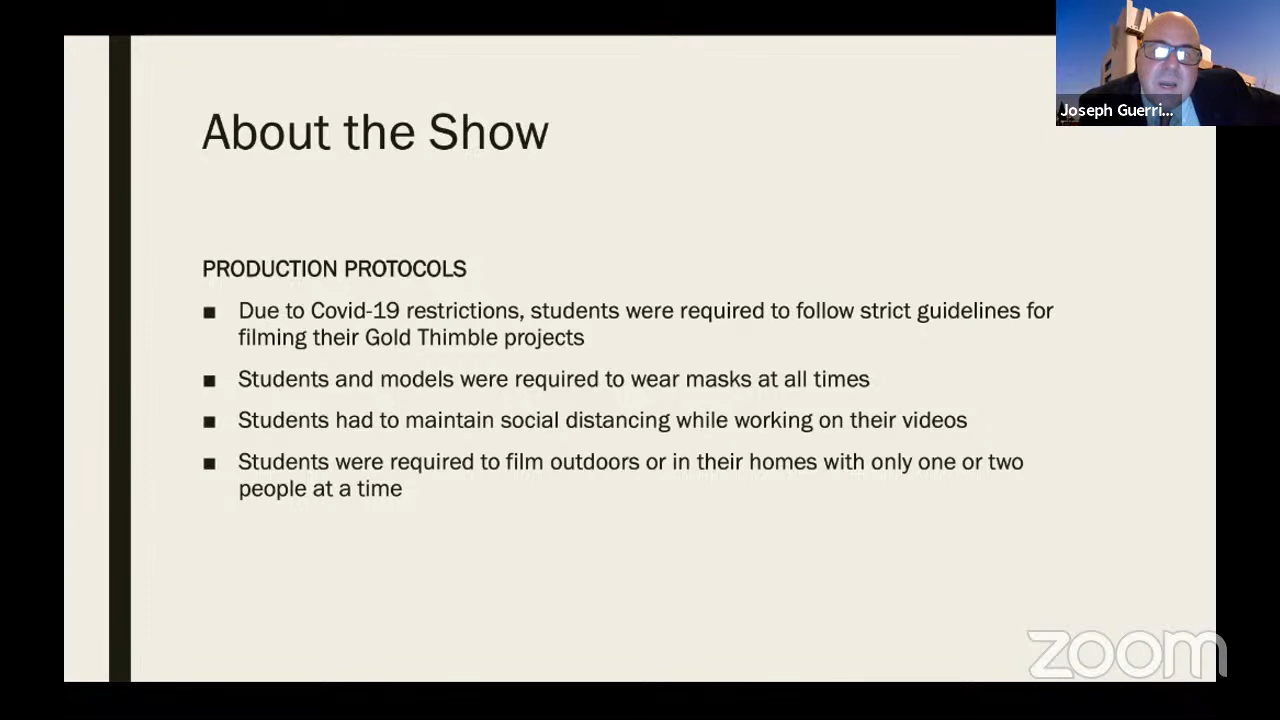 Joseph Guerri...
About the Show
PRODUCTION PROTOCOLS
■ Due to Covid-19 restrictions, students were required to follow strict guidelines for
filming their Gold Thimble projects
■ Students and models were required to wear masks at all times
■ Students had to maintain social distancing while working on their videos
■ Students were required to film outdoors or in their homes with only one or two
people at a time
zoom